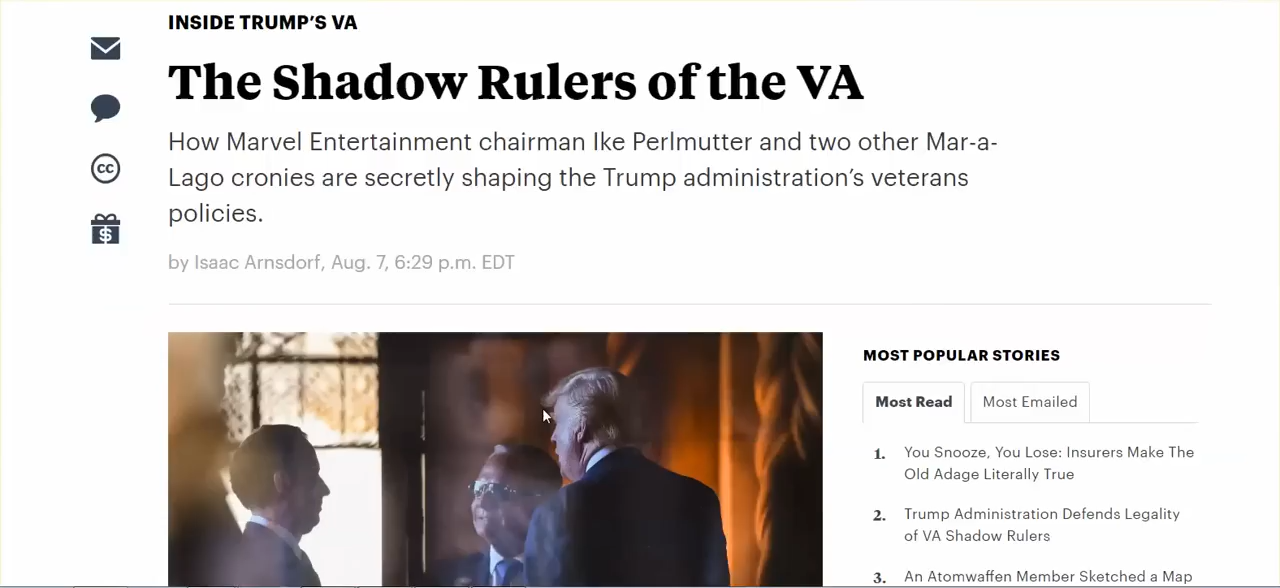 INSIDE TRUMP'S VA
The Shadow Rulers of the VA
How Marvel Entertainment chairman Ike Perlmutter and two other Mar-a-
Lago cronies are secretly shaping the Trump administration's veterans
policies.
by Isaac Arnsdorf, Aug. 7, 6:29 p.m. EDT
cc
$
MOST POPULAR STORIES
Most Read
Most Emailed
1. You Snooze, You Lose: Insurers Make The
Old Adage Literally True
2. Trump Administration Defends Legality
of VA Shadow Rulers
3. An Atomwaffen Member Sketched a Map